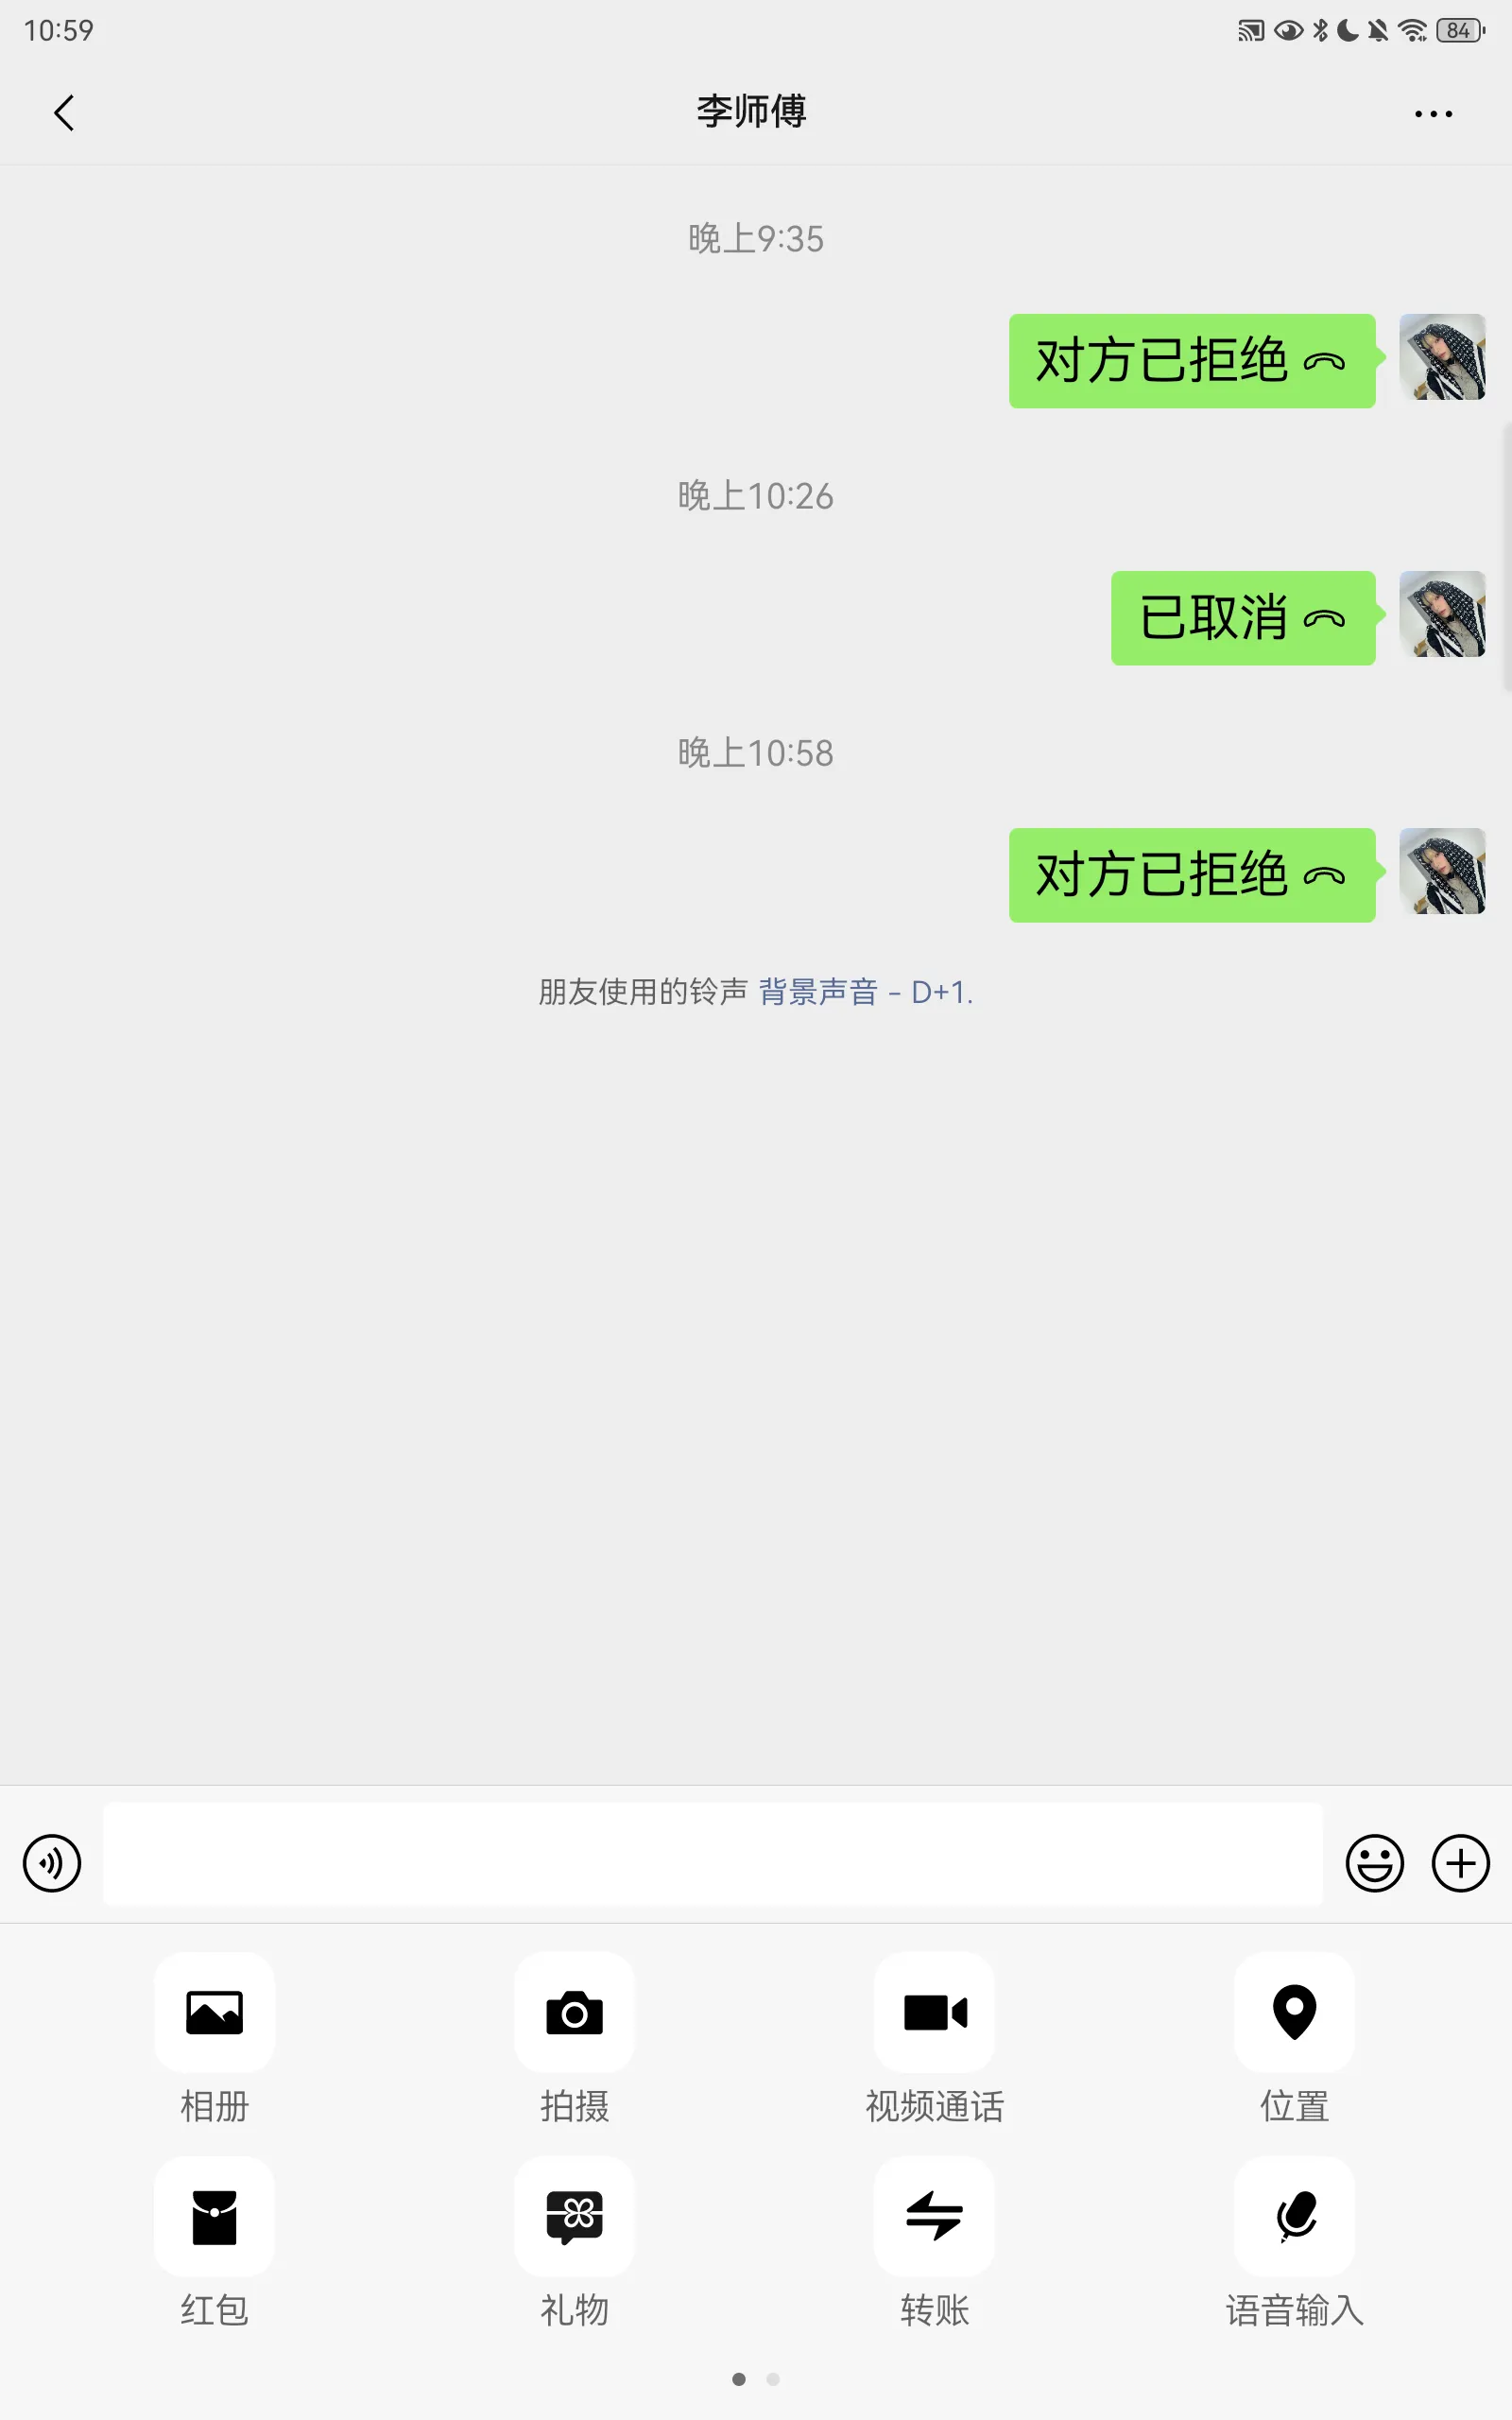 10:59
84
李师傅
晚上9:35
对方已拒绝
晚上10:26
已取消
晚上10:58
对方已拒绝
朋友使用的铃声 背景声音 - D+1.
相册
拍摄
视频通话
位置
红包
礼物
转账
语音输入